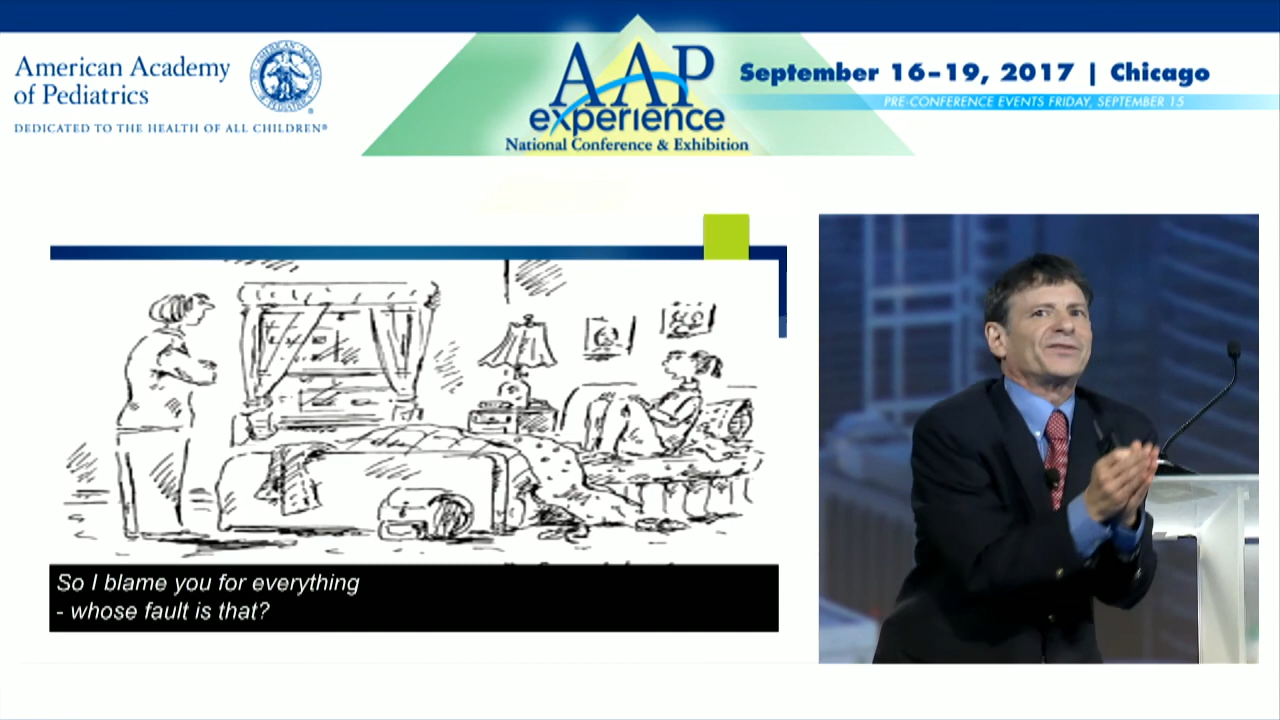 American Academy
of Pediatrics
DEDICATED TO THE HEALTH OF ALL CHILDREN®
AAP
experience
National Conference & Exhibition
September 16–19, 2017 | Chicago
PRE-CONFERENCE EVENTS FRIDAY, SEPTEMBER 15
So I blame you for everything
- whose fault is that?